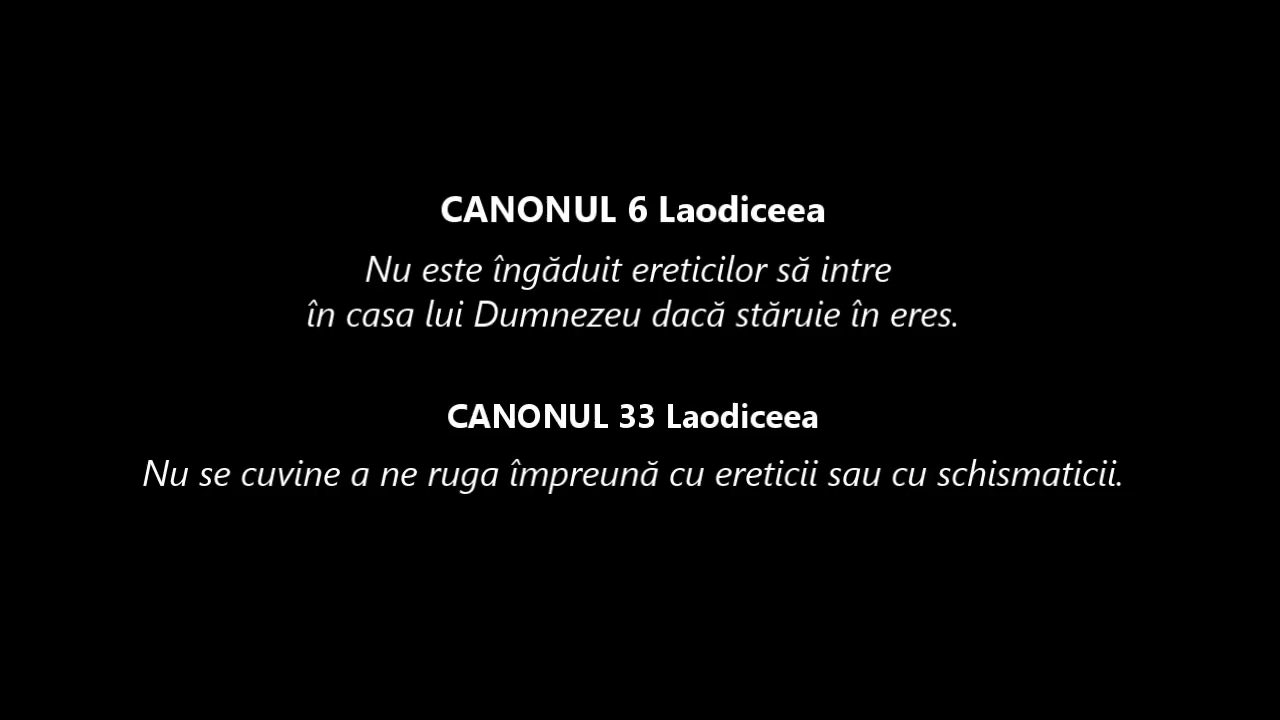 CANONUL 6 Laodiceea
Nu este îngăduit ereticilor să intre
în casa lui Dumnezeu dacă stăruie în eres.
CANONUL 33 Laodiceea
Nu se cuvine a ne ruga împreună cu ereticii sau cu schismaticii.